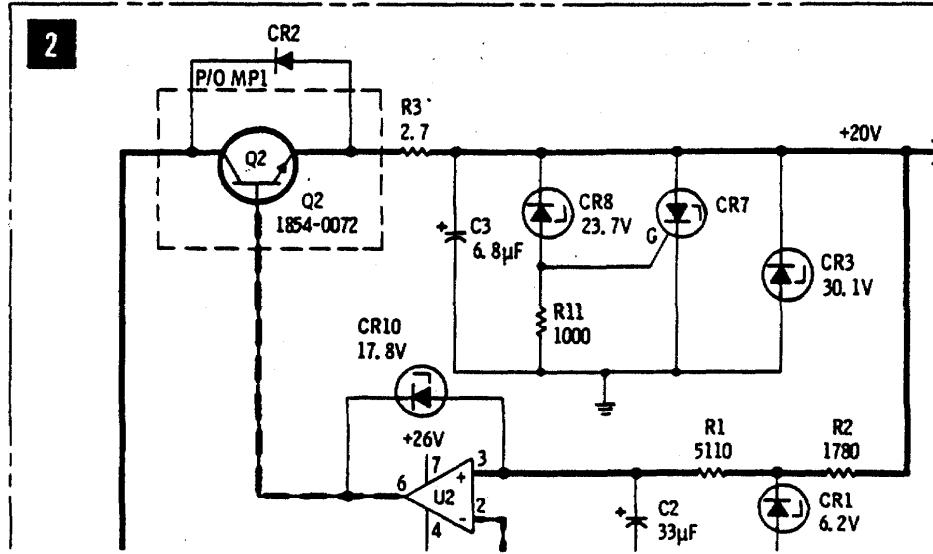 2
CR2
P/O MP1
R3
2.7
+20V
Q2
Q2
1854-0072
+
C3
6.8μF
CR8
23.7V
G
CR7
CR3
30.1V
R11
1000
CR10
17.8V
+26V
7
6
U2
+
3
-
2
4
R1
5110
R2
1780
+
C2
33μF
CR1
6.2V